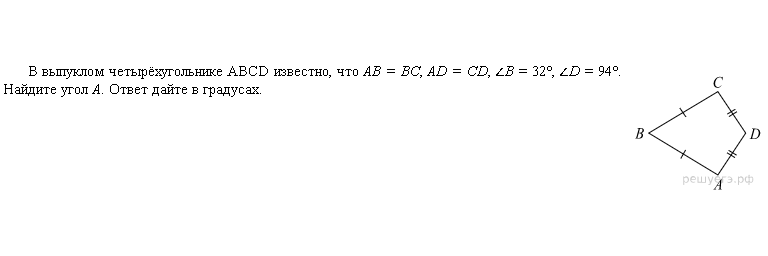 В выпуклом четырёхугольнике ABCD известно, что AB = BC, AD = CD, ∠B = 32°, ∠D = 94°.
Найдите угол A. Ответ дайте в градусах.
C
B
D
решуегэ.рф
A